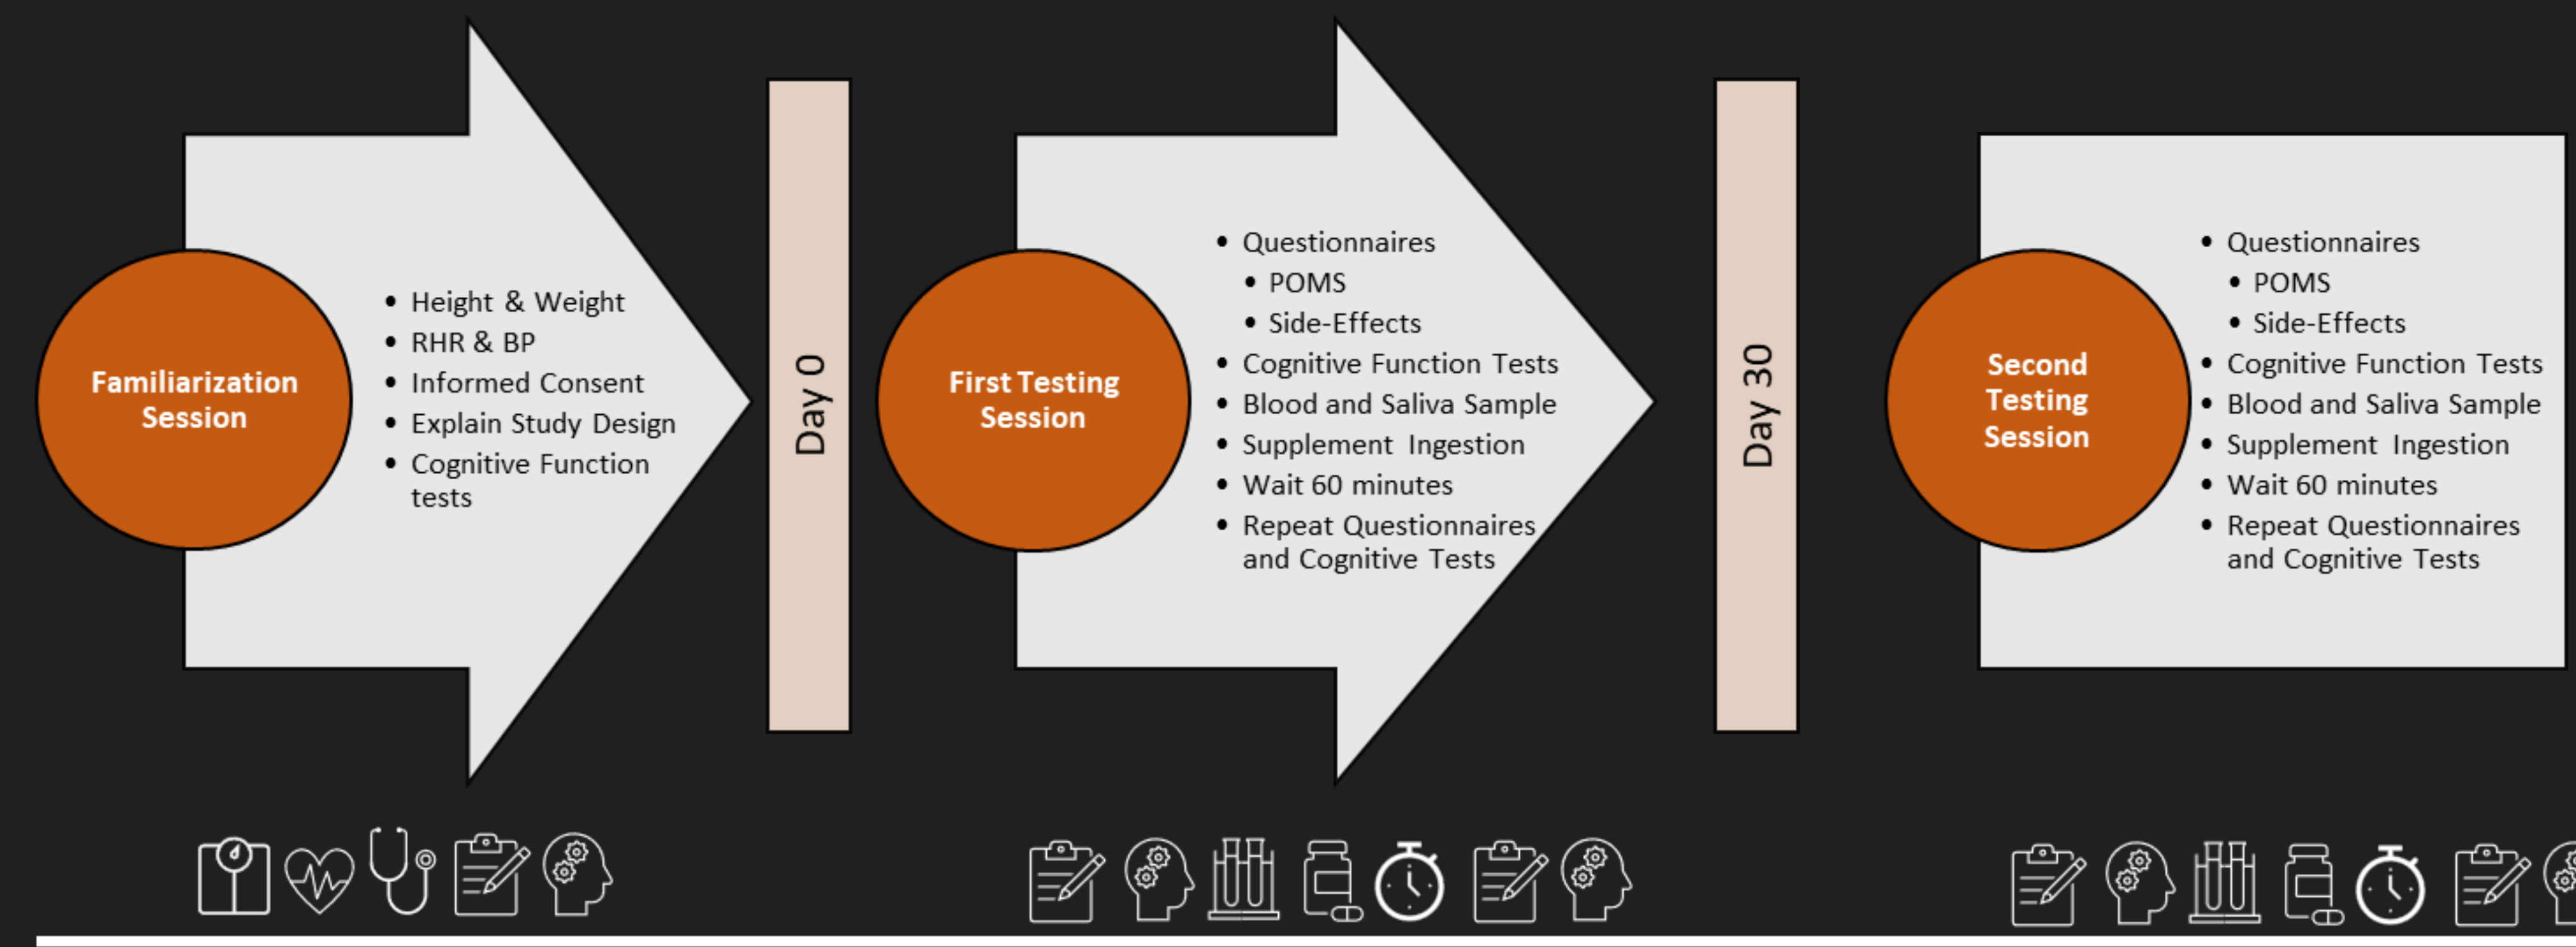 Familiarization
Session
• Height & Weight
• RHR & BP
• Informed Consent
• Explain Study Design
• Cognitive Function
tests
Day 0
First Testing
Session
• Questionnaires
• POMS
• Side-Effects
• Cognitive Function Tests
• Blood and Saliva Sample
• Supplement Ingestion
• Wait 60 minutes
• Repeat Questionnaires
and Cognitive Tests
Day 30
Second
Testing
Session
• Questionnaires
• POMS
• Side-Effects
• Cognitive Function Tests
• Blood and Saliva Sample
• Supplement Ingestion
• Wait 60 minutes
• Repeat Questionnaires
and Cognitive Tests